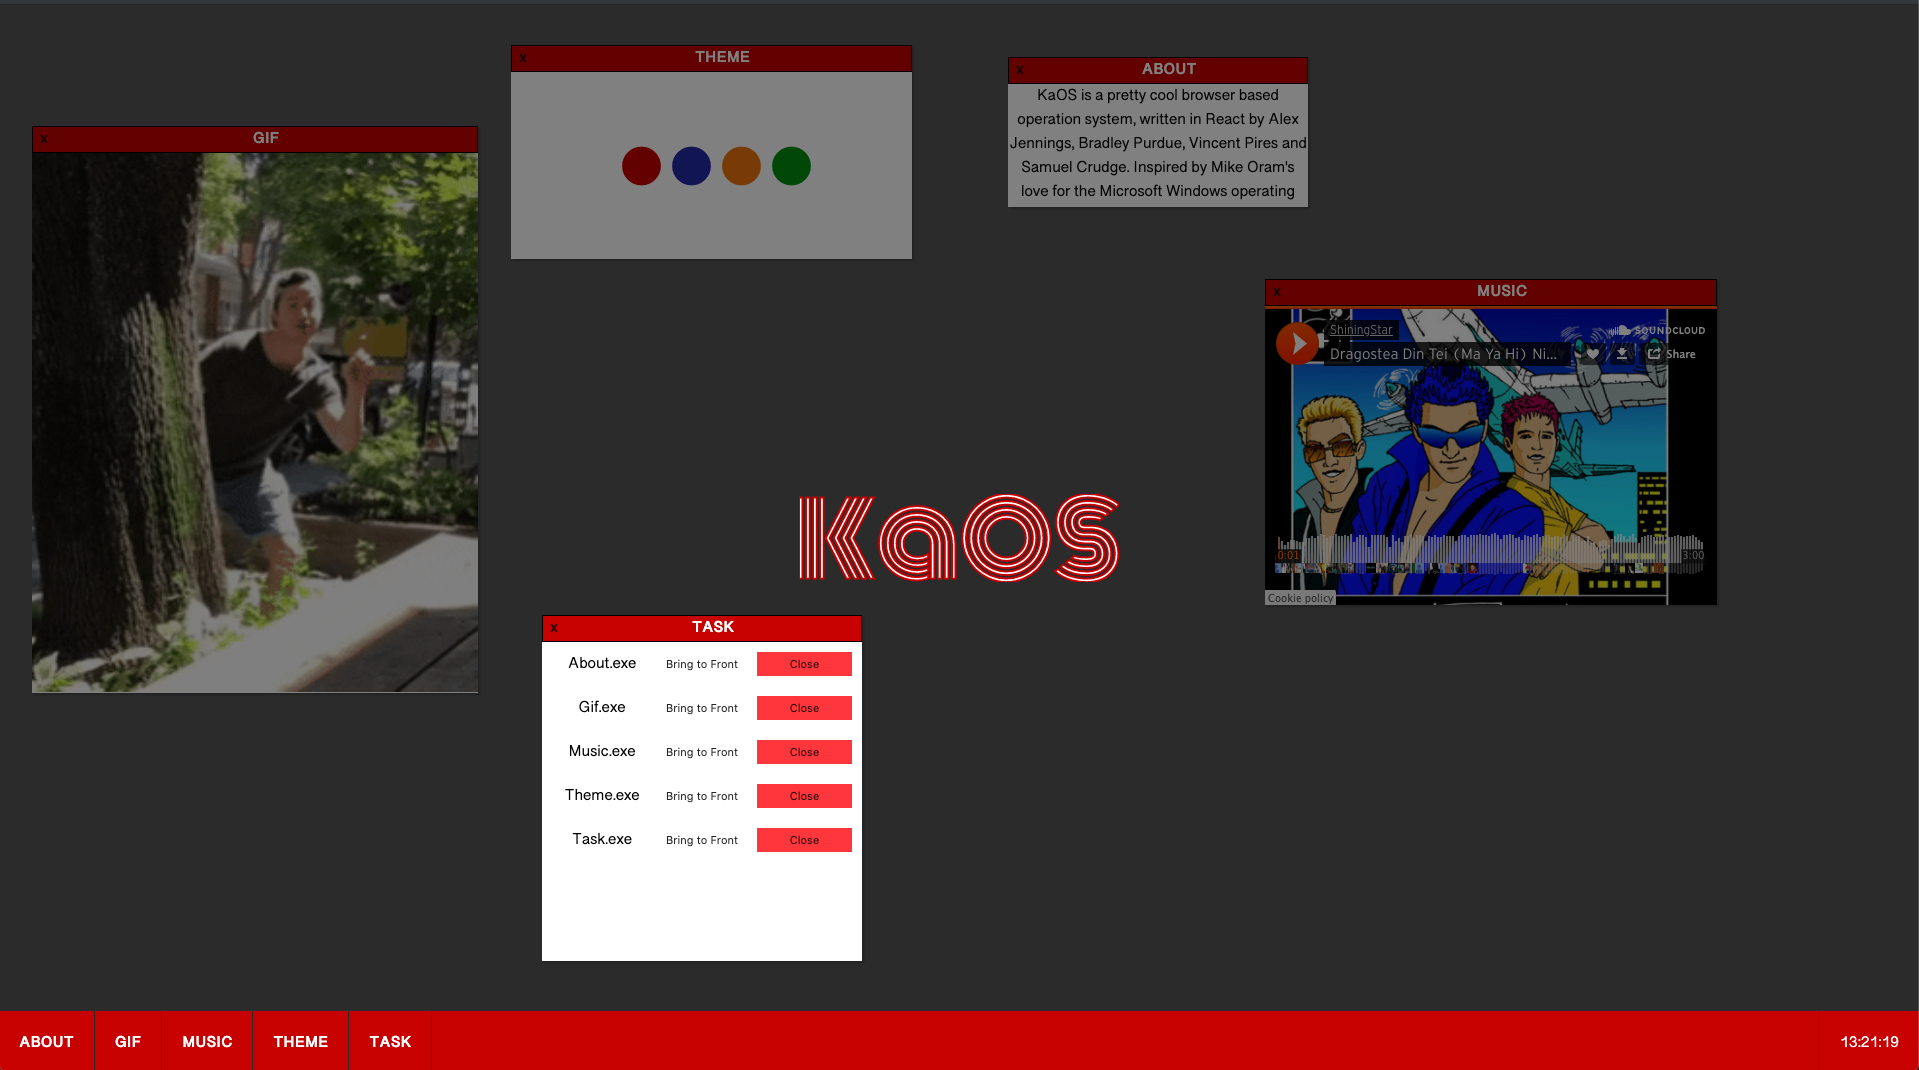 x THEME
x ABOUT
KaOS is a pretty cool browser based
operation system, written in React by Alex
Jennings, Bradley Purdue, Vincent Pires and
Samuel Crudge. Inspired by Mike Oram's
love for the Microsoft Windows operating
x GIF
x MUSIC
ShiningStar
SOUNDCLOUD
Dragostea Din Tei (Ma Ya Hi) Ni...
Share
0:01
3:00
Cookie policy
KaOS
x TASK
About.exe Bring to Front Close
Gif.exe Bring to Front Close
Music.exe Bring to Front Close
Theme.exe Bring to Front Close
Task.exe Bring to Front Close
ABOUT GIF MUSIC THEME TASK 13:21:19